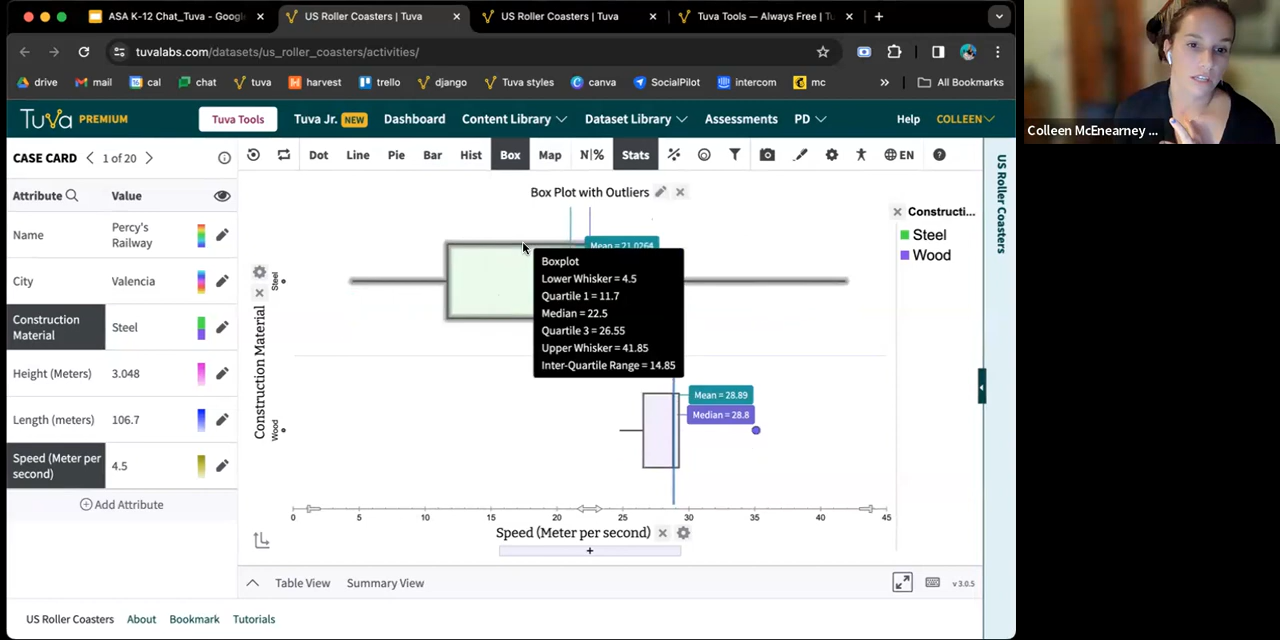 ASA K-12 Chat_Tuva - Googl
US Roller Coasters | Tuva
US Roller Coasters | Tuva
Tuva Tools — Always Free | Tu
tuvalabs.com/datasets/us_roller_coasters/activities/
drive
mail
cal
chat
tuva
harvest
trello
django
Tuva styles
canva
SocialPilot
intercom
mc
All Bookmarks
Tuva PREMIUM
Tuva Tools
Tuva Jr. NEW
Dashboard
Content Library
Dataset Library
Assessments
PD
Help
COLLEEN
CASE CARD
1 of 20
Dot
Line
Pie
Bar
Hist
Box
Map
N|%
Stats
EN
Attribute
Value
Name
Percy's
Railway
City
Valencia
Construction
Material
Steel
Height (Meters)
3.048
Length (meters)
106.7
Speed (Meter per
second)
4.5
Add Attribute
Box Plot with Outliers
Mean = 21.0264
Boxplot
Lower Whisker = 4.5
Quartile 1 = 11.7
Median = 22.5
Quartile 3 = 26.55
Upper Whisker = 41.85
Inter-Quartile Range = 14.85
Mean = 28.89
Median = 28.8
Constructi...
Steel
Wood
Construction Material
Steel
Wood
0 5 10 15 20 25 30 35 40 45
Speed (Meter per second)
+
Table View
Summary View
v 3.0.5
US Roller Coasters
About
Bookmark
Tutorials
US Roller Coasters
Colleen McEnearney ...